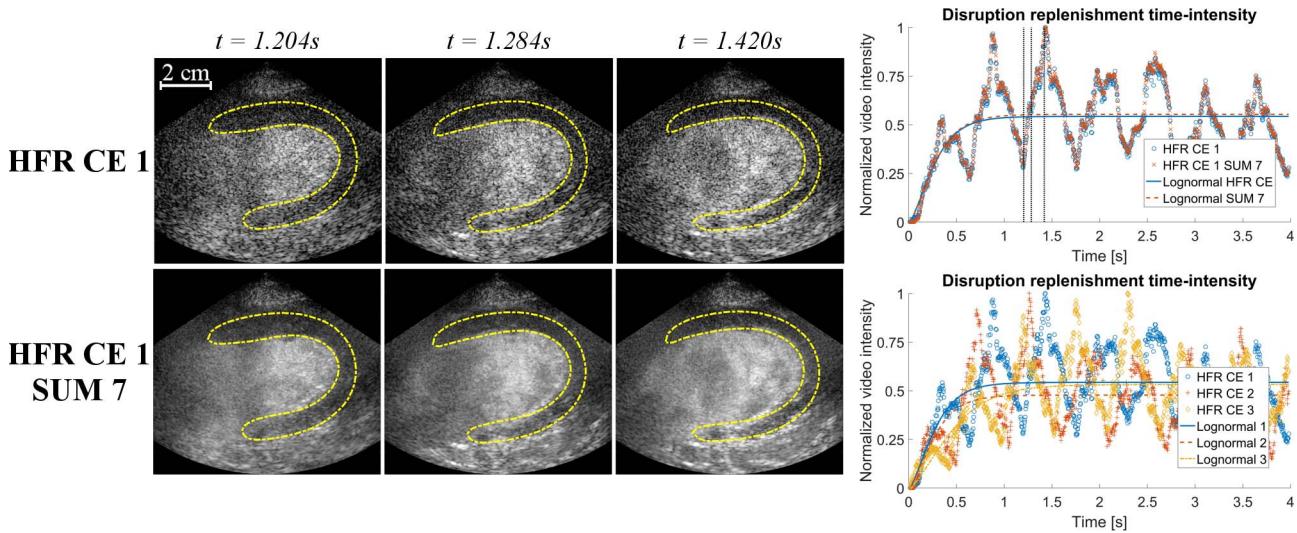 t = 1.204s
t = 1.284s
t = 1.420s
2 cm
HFR CE 1
HFR CE 1
SUM 7
Disruption replenishment time-intensity
Normalized video intensity
1
0.75
0.5
0.25
0
0
0.5
1
1.5
2
2.5
3
3.5
4
Time [s]
HFR CE 1
HFR CE 1 SUM 7
Lognormal HFR CE
Lognormal SUM 7
Disruption replenishment time-intensity
Normalized video intensity
1
0.75
0.5
0.25
0
0
0.5
1
1.5
2
2.5
3
3.5
4
Time [s]
HFR CE 1
HFR CE 2
HFR CE 3
Lognormal 1
Lognormal 2
Lognormal 3